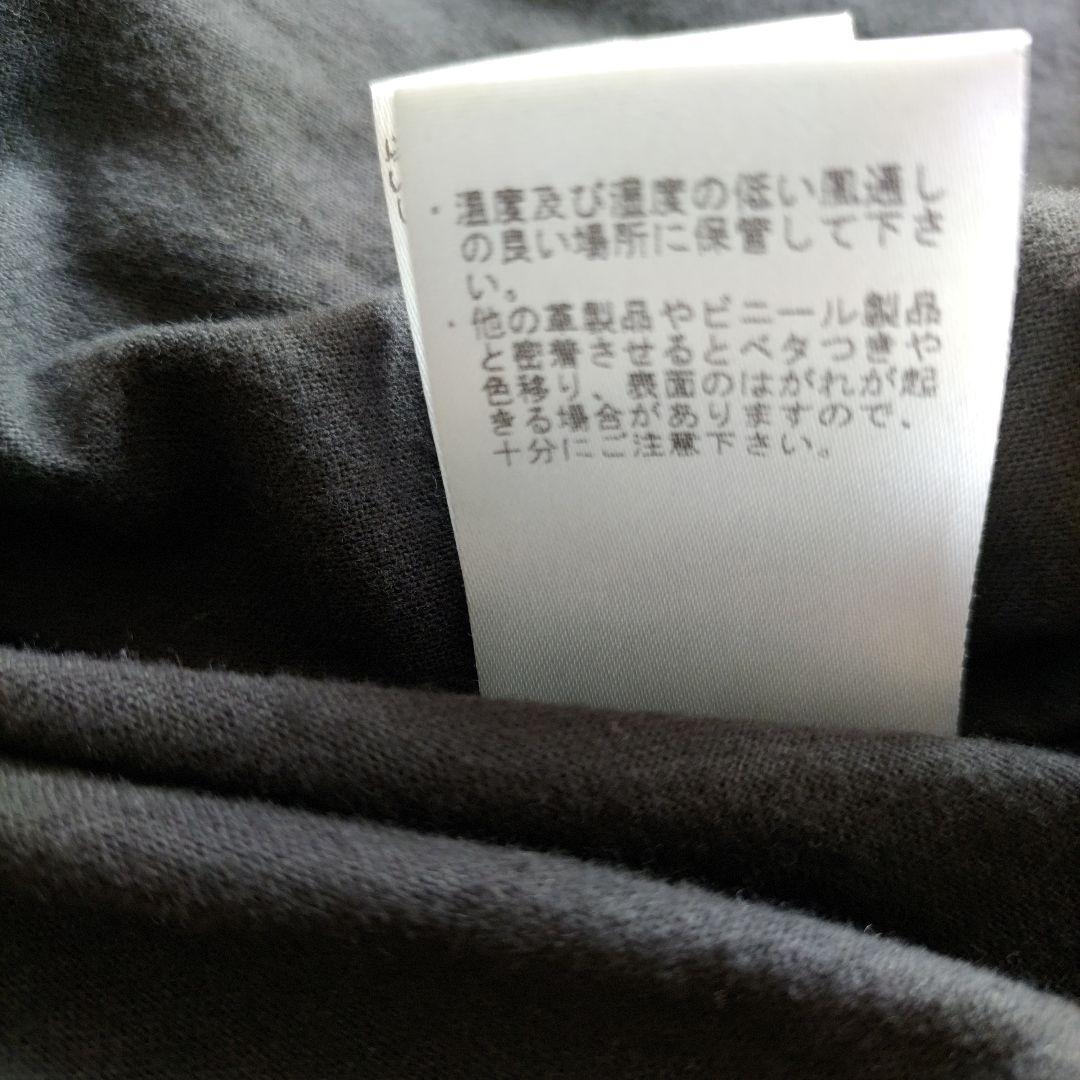 ・温度及び湿度の低い風通し
の良い場所に保管して下さ
い。
・他の革製品やビニール製品
と密着させるとベタつきや
色移り、表面のはがれが起
きる場合がありますので、
十分にご注意下さい。